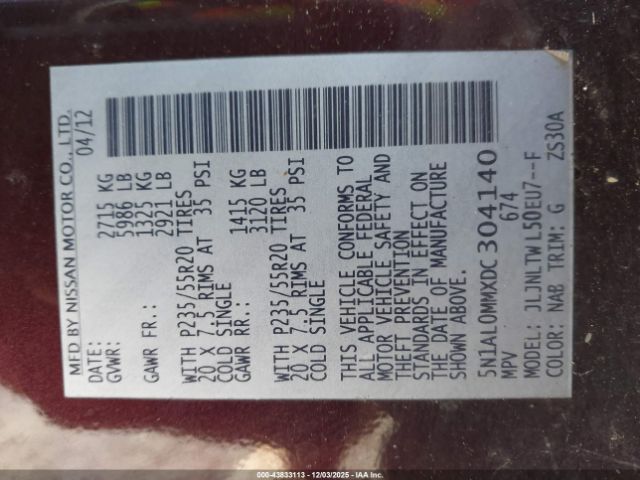 MFD BY NISSAN MOTOR CO., LTD.
DATE: 04/12
GVWR: 2715 KG
5986 LB
GAWR FR.: 1325 KG
2921 LB
WITH P235/55R20 TIRES
20 X 7.5 RIMS AT 35 PSI
COLD SINGLE
GAWR RR.: 1415 KG
3120 LB
WITH P235/55R20 TIRES
20 X 7.5 RIMS AT 35 PSI
COLD SINGLE
THIS VEHICLE CONFORMS TO
ALL APPLICABLE FEDERAL
MOTOR VEHICLE SAFETY AND
THEFT PREVENTION
STANDARDS IN EFFECT ON
THE DATE OF MANUFACTURE
SHOWN ABOVE.
5N1AL0MMXDC304140
MPV 674
MODEL: JLJNLTW L50EU7--F
COLOR: NAB TRIM: G ZS30A
000-43833113 - 12/03/2025 - IAA Inc.